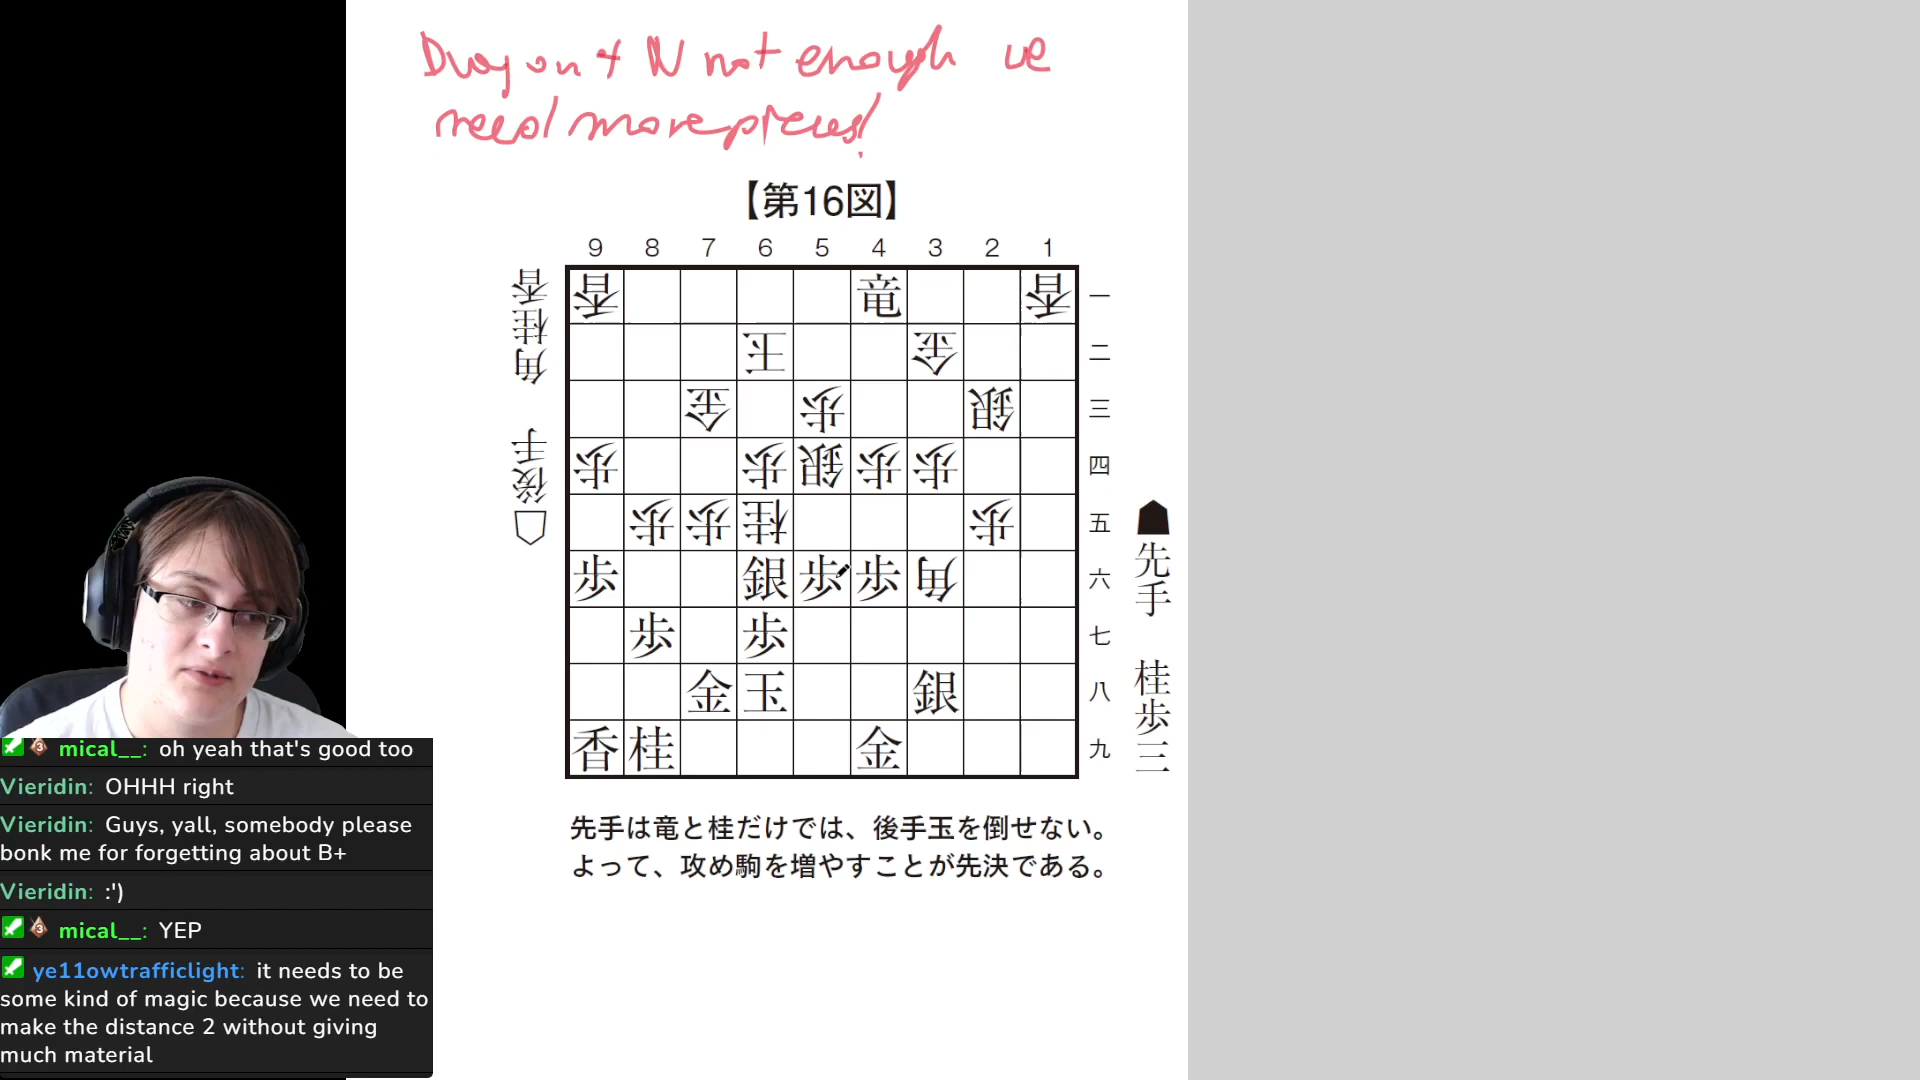 Dragon + N not enough we
need more pieces!
【第16図】
9 8 7 6 5 4 3 2 1
香 竜 香 一
王 金 二
金 歩 銀 三
歩 歩 銀 歩 歩 四
歩 歩 桂 歩 五
歩 銀 歩 歩 角 六
歩 歩 七
金 玉 銀 八
香 桂 金 九
後手 角桂香
先手 桂歩三
先手は竜と桂だけでは、後手玉を倒せない。
よって、攻め駒を増やすことが先決である。
mical__: oh yeah that's good too
Vieridin: OHHH right
Vieridin: Guys, yall, somebody please
bonk me for forgetting about B+
Vieridin: :')
3 mical__: YEP
ye11owtrafficlight: it needs to be
some kind of magic because we need to
make the distance 2 without giving
much material